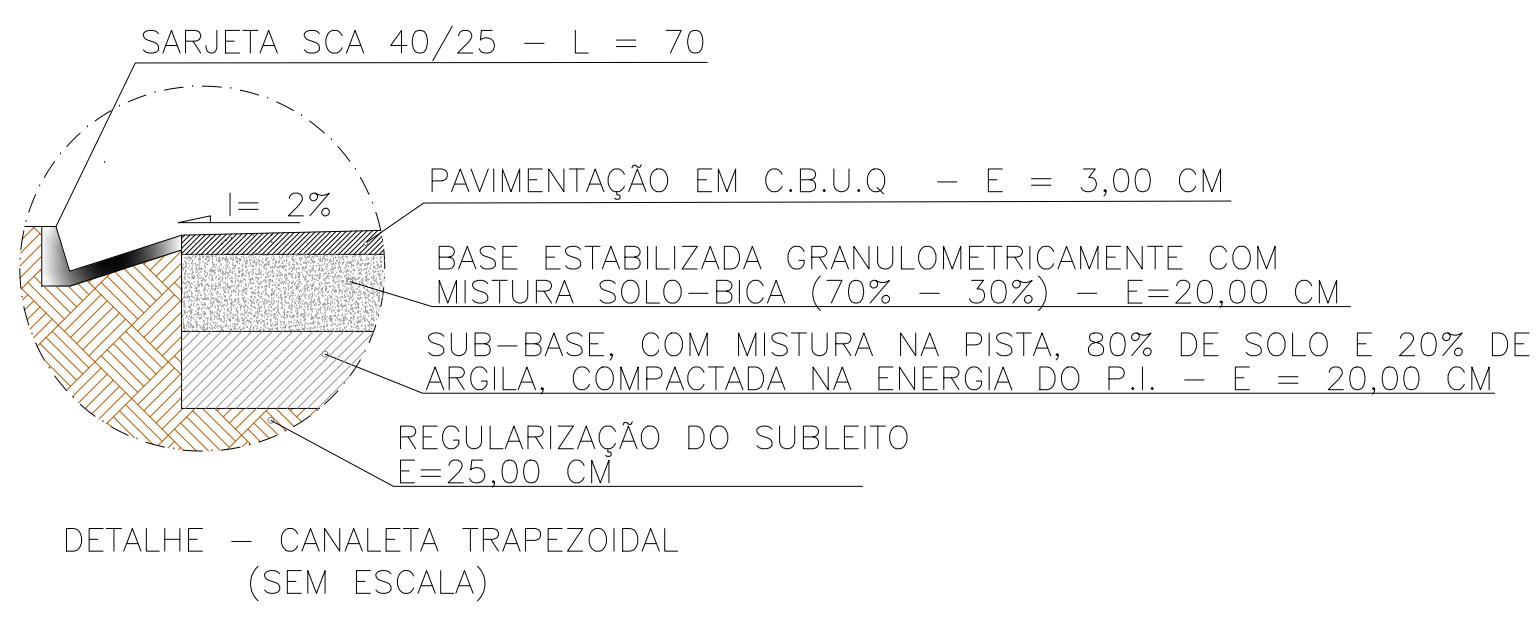 SARJETA SCA 40/25 - L = 70
I= 2%
PAVIMENTAÇÃO EM C.B.U.Q - E = 3,00 CM
BASE ESTABILIZADA GRANULOMETRICAMENTE COM
MISTURA SOLO-BICA (70% - 30%) - E=20,00 CM
SUB-BASE, COM MISTURA NA PISTA, 80% DE SOLO E 20% DE
ARGILA, COMPACTADA NA ENERGIA DO P.I. - E = 20,00 CM
REGULARIZAÇÃO DO SUBLEITO
E=25,00 CM
DETALHE - CANALETA TRAPEZOIDAL
(SEM ESCALA)